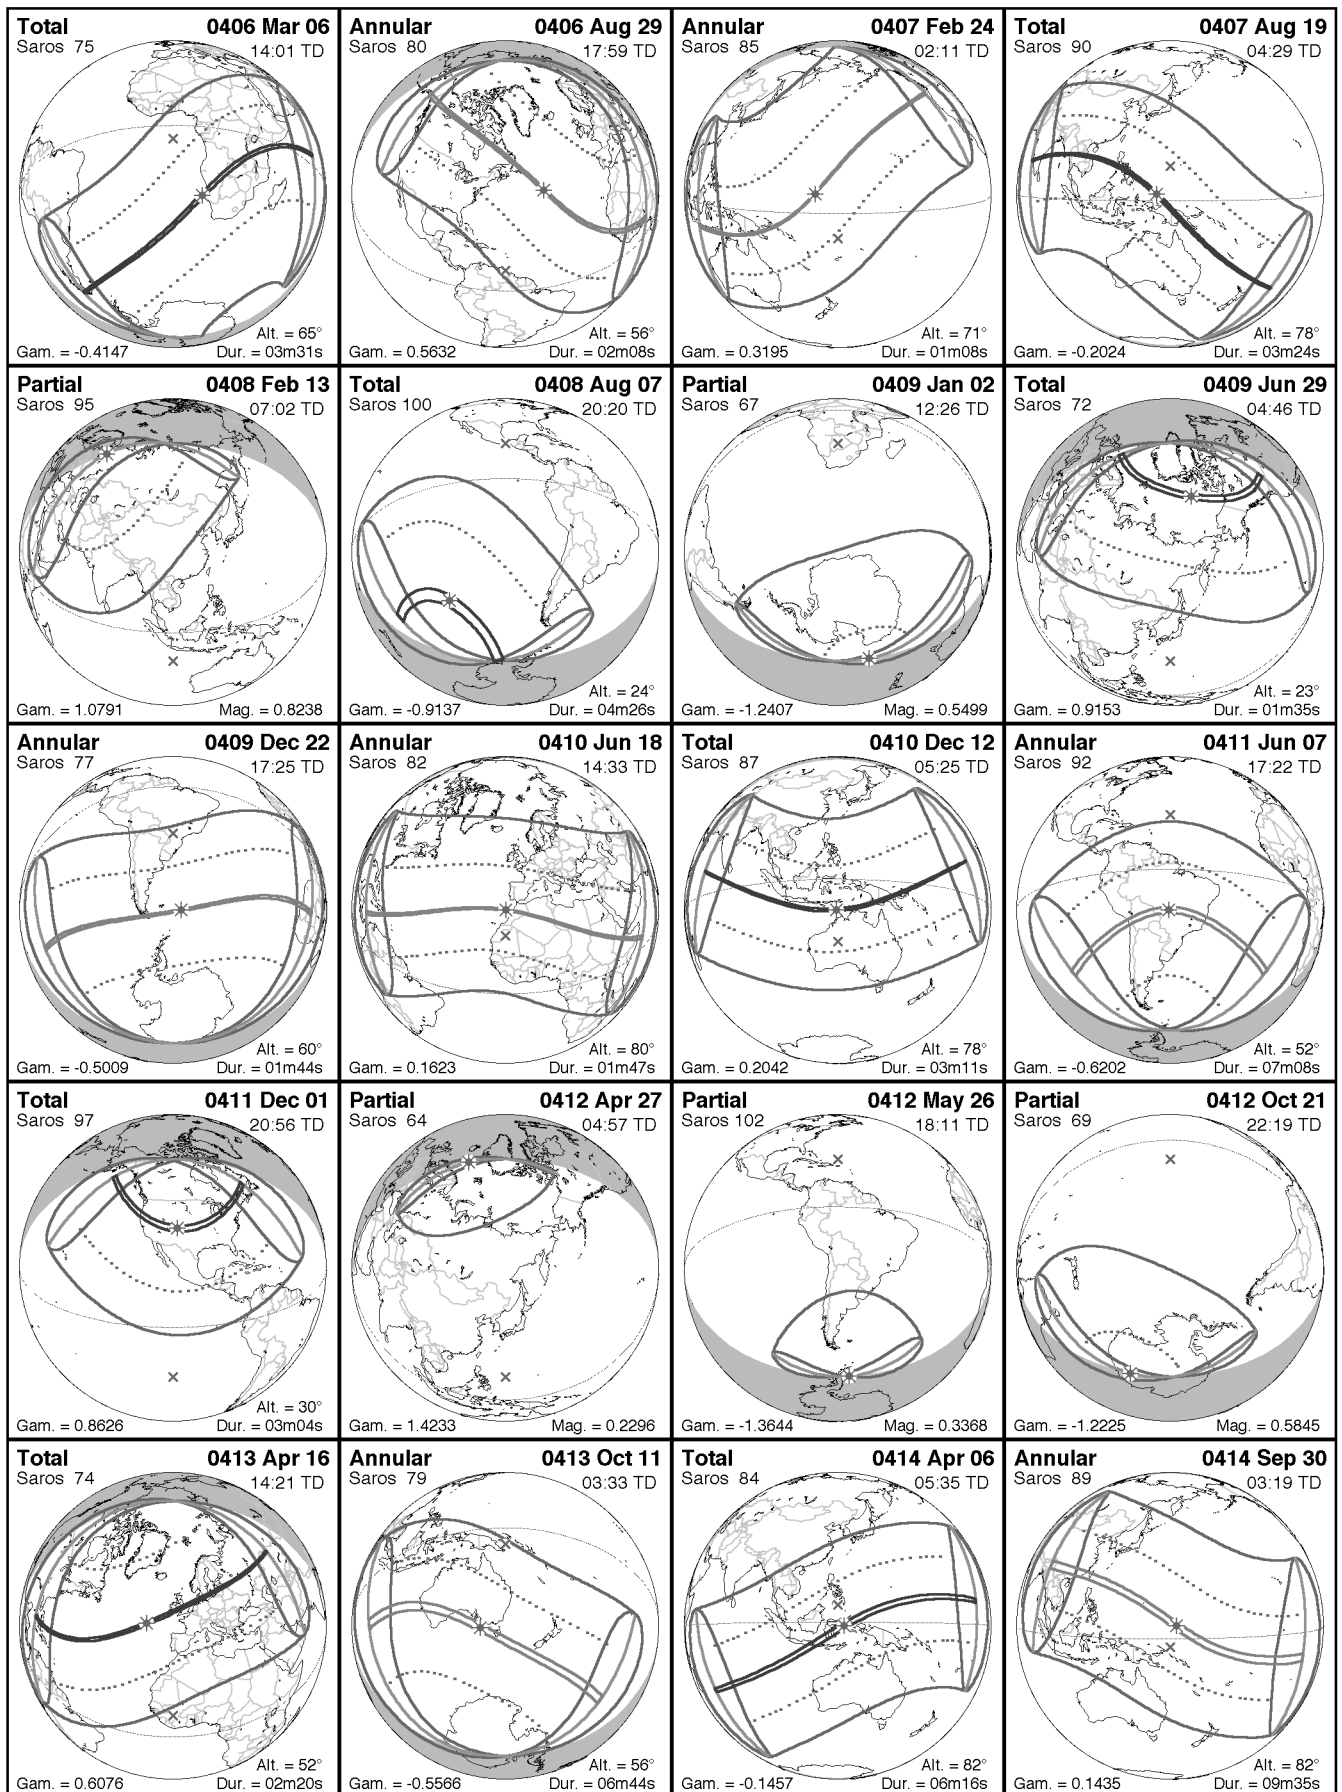 Total 0406 Mar 06
Saros 75 14:01 TD
Alt. = 65°
Gam. = -0.4147 Dur. = 03m31s
Annular 0406 Aug 29
Saros 80 17:59 TD
Alt. = 56°
Gam. = 0.5632 Dur. = 02m08s
Annular 0407 Feb 24
Saros 85 02:11 TD
Alt. = 71°
Gam. = 0.3195 Dur. = 01m08s
Total 0407 Aug 19
Saros 90 04:29 TD
Alt. = 78°
Gam. = -0.2024 Dur. = 03m24s
Partial 0408 Feb 13
Saros 95 07:02 TD
Gam. = 1.0791 Mag. = 0.8238
Total 0408 Aug 07
Saros 100 20:20 TD
Alt. = 24°
Gam. = -0.9137 Dur. = 04m26s
Partial 0409 Jan 02
Saros 67 12:26 TD
Gam. = -1.2407 Mag. = 0.5499
Total 0409 Jun 29
Saros 72 04:46 TD
Alt. = 23°
Gam. = 0.9153 Dur. = 01m35s
Annular 0409 Dec 22
Saros 77 17:25 TD
Alt. = 60°
Gam. = -0.5009 Dur. = 01m44s
Annular 0410 Jun 18
Saros 82 14:33 TD
Alt. = 80°
Gam. = 0.1623 Dur. = 01m47s
Total 0410 Dec 12
Saros 87 05:25 TD
Alt. = 78°
Gam. = 0.2042 Dur. = 03m11s
Annular 0411 Jun 07
Saros 92 17:22 TD
Alt. = 52°
Gam. = -0.6202 Dur. = 07m08s
Total 0411 Dec 01
Saros 97 20:56 TD
Alt. = 30°
Gam. = 0.8626 Dur. = 03m04s
Partial 0412 Apr 27
Saros 64 04:57 TD
Gam. = 1.4233 Mag. = 0.2296
Partial 0412 May 26
Saros 102 18:11 TD
Gam. = -1.3644 Mag. = 0.3368
Partial 0412 Oct 21
Saros 69 22:19 TD
Gam. = -1.2225 Mag. = 0.5845
Total 0413 Apr 16
Saros 74 14:21 TD
Alt. = 52°
Gam. = 0.6076 Dur. = 02m20s
Annular 0413 Oct 11
Saros 79 03:33 TD
Alt. = 56°
Gam. = -0.5566 Dur. = 06m44s
Total 0414 Apr 06
Saros 84 05:35 TD
Alt. = 82°
Gam. = -0.1457 Dur. = 06m16s
Annular 0414 Sep 30
Saros 89 03:19 TD
Alt. = 82°
Gam. = 0.1435 Dur. = 09m35s